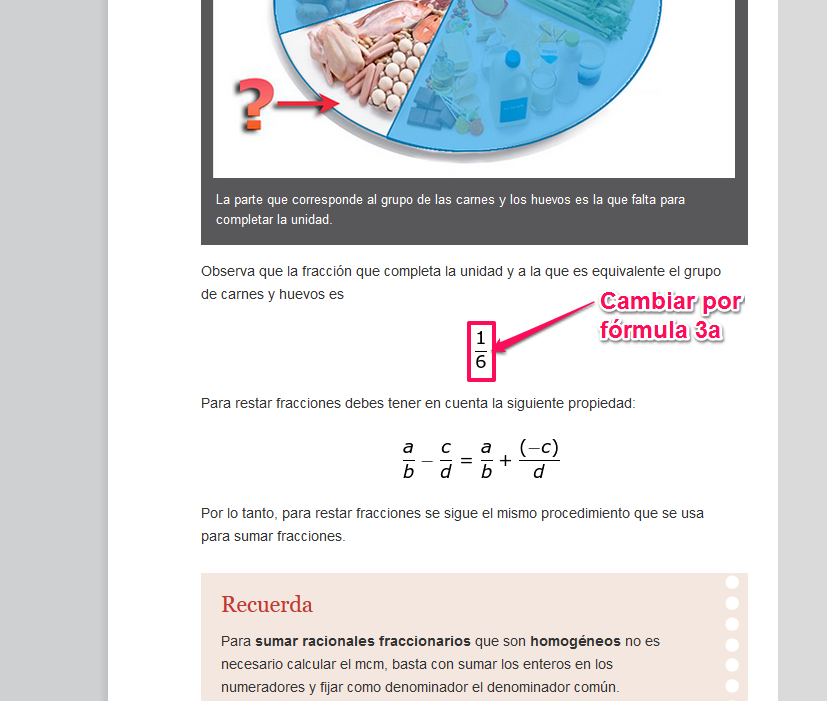 ?
La parte que corresponde al grupo de las carnes y los huevos es la que falta para
completar la unidad.
Observa que la fracción que completa la unidad y a la que es equivalente el grupo
de carnes y huevos es
Cambiar por
fórmula 3a
1
6
Para restar fracciones debes tener en cuenta la siguiente propiedad:
a/b − c/d = a/b + (−c)/d
Por lo tanto, para restar fracciones se sigue el mismo procedimiento que se usa
para sumar fracciones.
Recuerda
Para sumar racionales fraccionarios que son homogéneos no es
necesario calcular el mcm, basta con sumar los enteros en los
numeradores y fijar como denominador el denominador común.